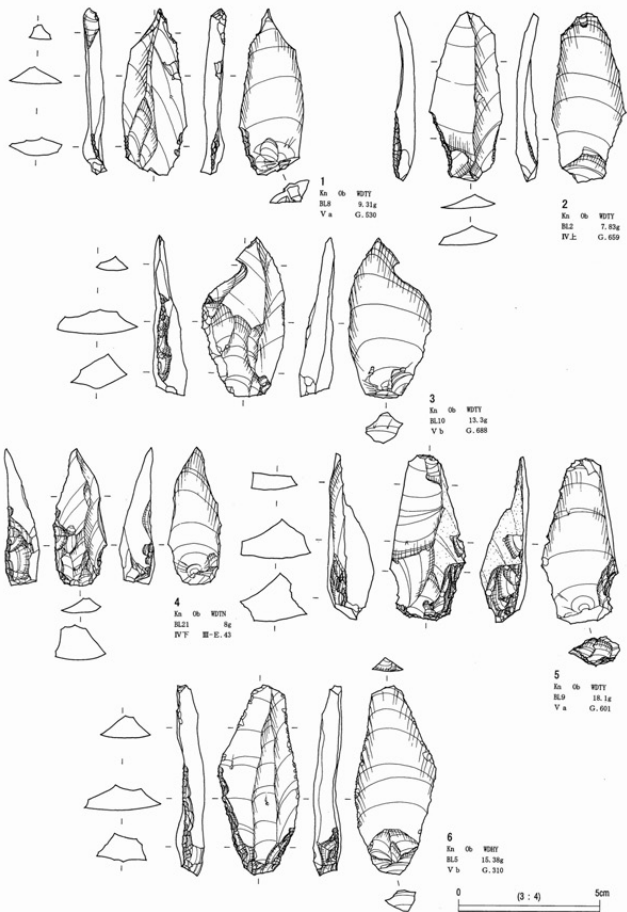 1
Kn Ob WDTY
BL8 9.31g
Va G.530
2
Kn Ob WDTY
BL2 7.83g
IV上 G.659
3
Kn Ob WDTY
BL10 13.3g
Vb G.688
4
Kn Ob WDTN
BL21 8g
IV下 Ⅲ-E.43
5
Kn Ob WDTY
BL9 18.1g
Va G.601
6
Kn Ob WDHY
BL5 15.38g
Vb G.310
0 (3 : 4) 5cm